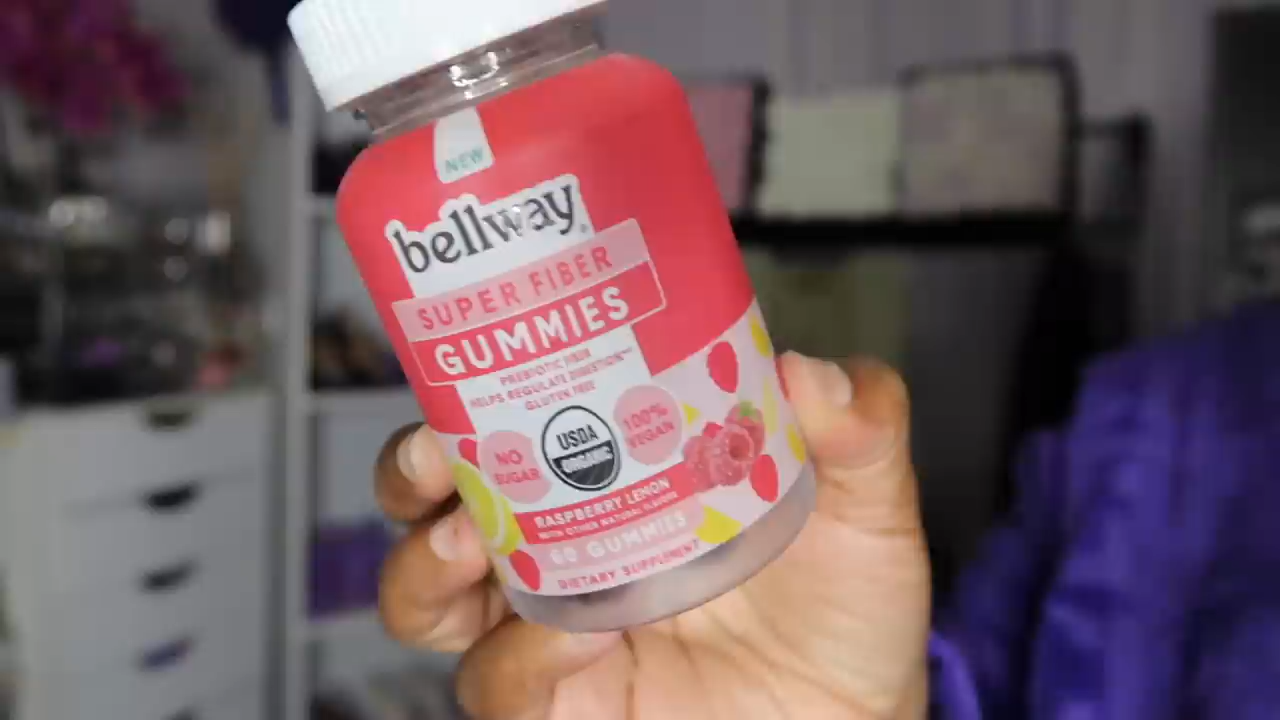 NEW
bellway
SUPER FIBER
GUMMIES
PREBIOTIC FIBER
HELPS REGULATE DIGESTION
GLUTEN FREE
NO
SUGAR
USDA
ORGANIC
100%
VEGAN
RASPBERRY LEMON
WITH OTHER NATURAL FLAVORS
60 GUMMIES
DIETARY SUPPLEMENT